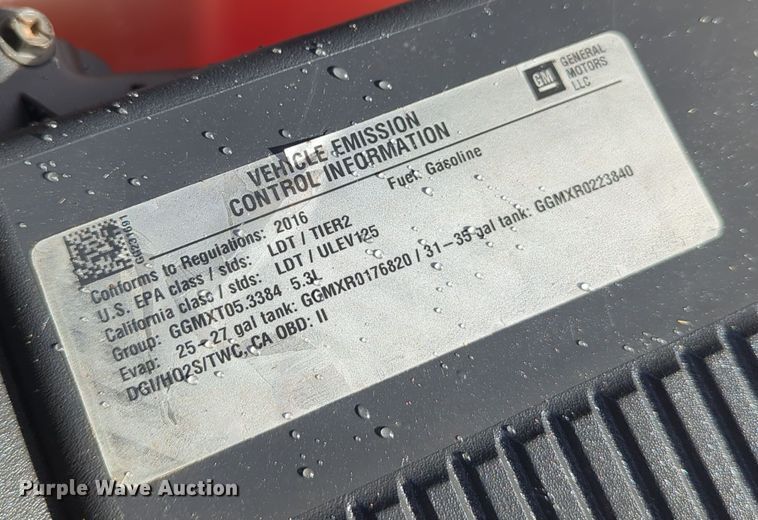 GM
GENERAL
MOTORS
LLC
VEHICLE EMISSION
CONTROL INFORMATION
Fuel: Gasoline
Conforms to Regulations: 2016
U.S. EPA class / stds: LDT / TIER2
California class / stds: LDT / ULEV125
Group: GGMXT05.3384 5.3L
Evap: 25-27 gal tank: GGMXR0176820 / 31-35 gal tank: GGMXR0223840
DGI/HO2S/TWC,CA OBD: II
Purple Wave Auction